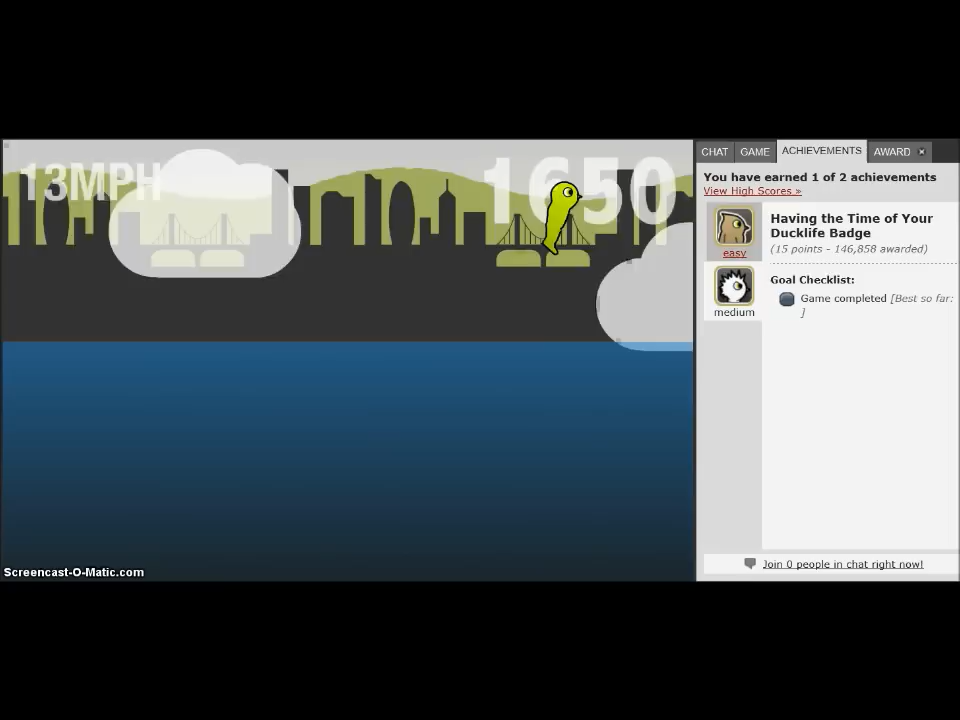 13MPH
1650
CHAT GAME ACHIEVEMENTS AWARD
You have earned 1 of 2 achievements
View High Scores »
easy
medium
Having the Time of Your
Ducklife Badge
(15 points - 146,858 awarded)
Goal Checklist:
Game completed [Best so far:
]
Join 0 people in chat right now!
Screencast-O-Matic.com